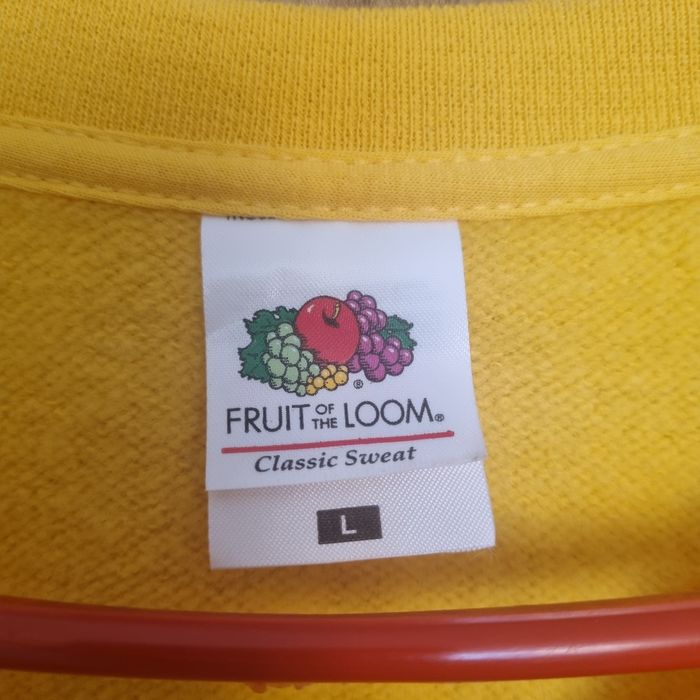 ®
FRUIT OF THE LOOM®
Classic Sweat
L